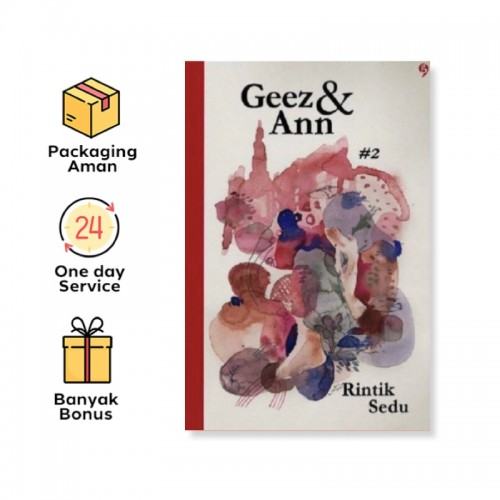 Packaging
Aman
24
One day
Service
Banyak
Bonus
Geez &
Ann
#2
Rintik
Sedu